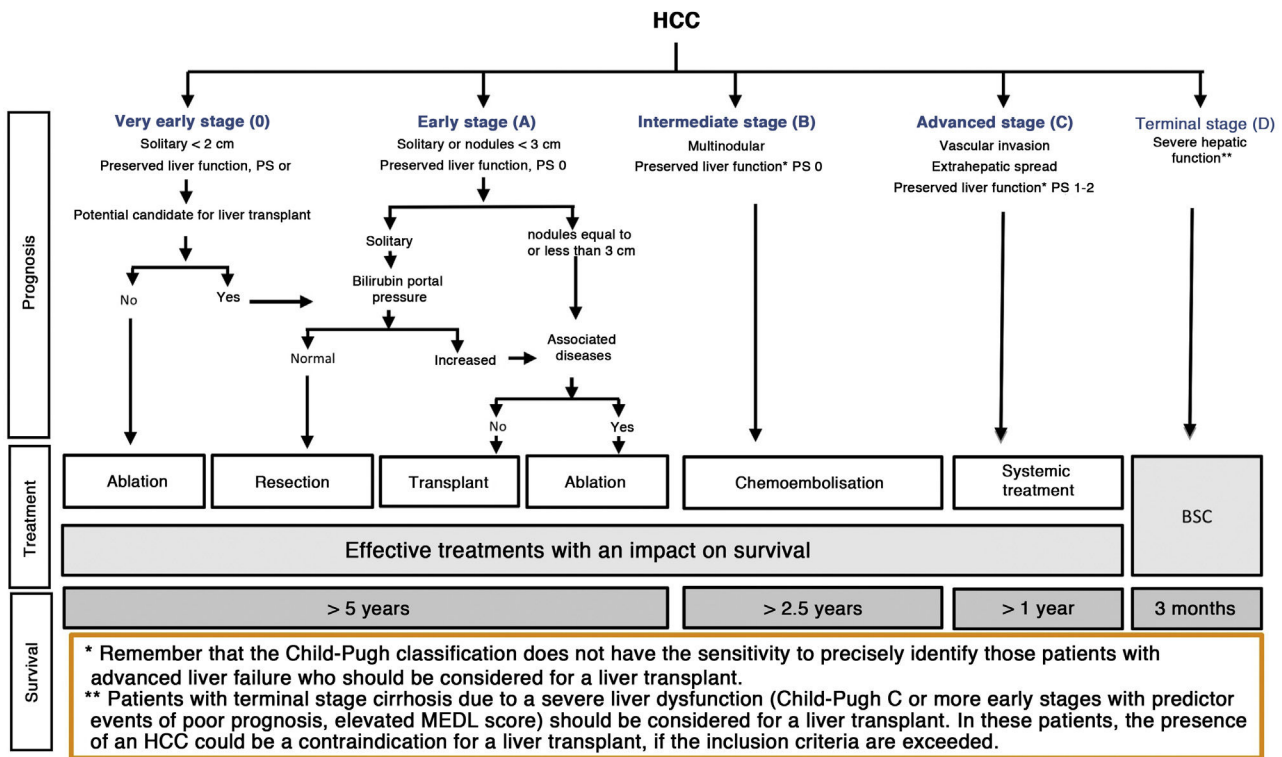 HCC
Prognosis
Very early stage (0)
Solitary < 2 cm
Preserved liver function, PS or
Potential candidate for liver transplant
No
Yes
Early stage (A)
Solitary or nodules < 3 cm
Preserved liver function, PS 0
Solitary
Bilirubin portal
pressure
Normal
Increased
nodules equal to
or less than 3 cm
Associated
diseases
No
Yes
Intermediate stage (B)
Multinodular
Preserved liver function* PS 0
Advanced stage (C)
Vascular invasion
Extrahepatic spread
Preserved liver function* PS 1-2
Terminal stage (D)
Severe hepatic
function**
Treatment
Ablation
Resection
Transplant
Ablation
Chemoembolisation
Systemic
treatment
BSC
Effective treatments with an impact on survival
Survival
> 5 years
> 2.5 years
> 1 year
3 months
* Remember that the Child-Pugh classification does not have the sensitivity to precisely identify those patients with
advanced liver failure who should be considered for a liver transplant.
** Patients with terminal stage cirrhosis due to a severe liver dysfunction (Child-Pugh C or more early stages with predictor
events of poor prognosis, elevated MEDL score) should be considered for a liver transplant. In these patients, the presence
of an HCC could be a contraindication for a liver transplant, if the inclusion criteria are exceeded.